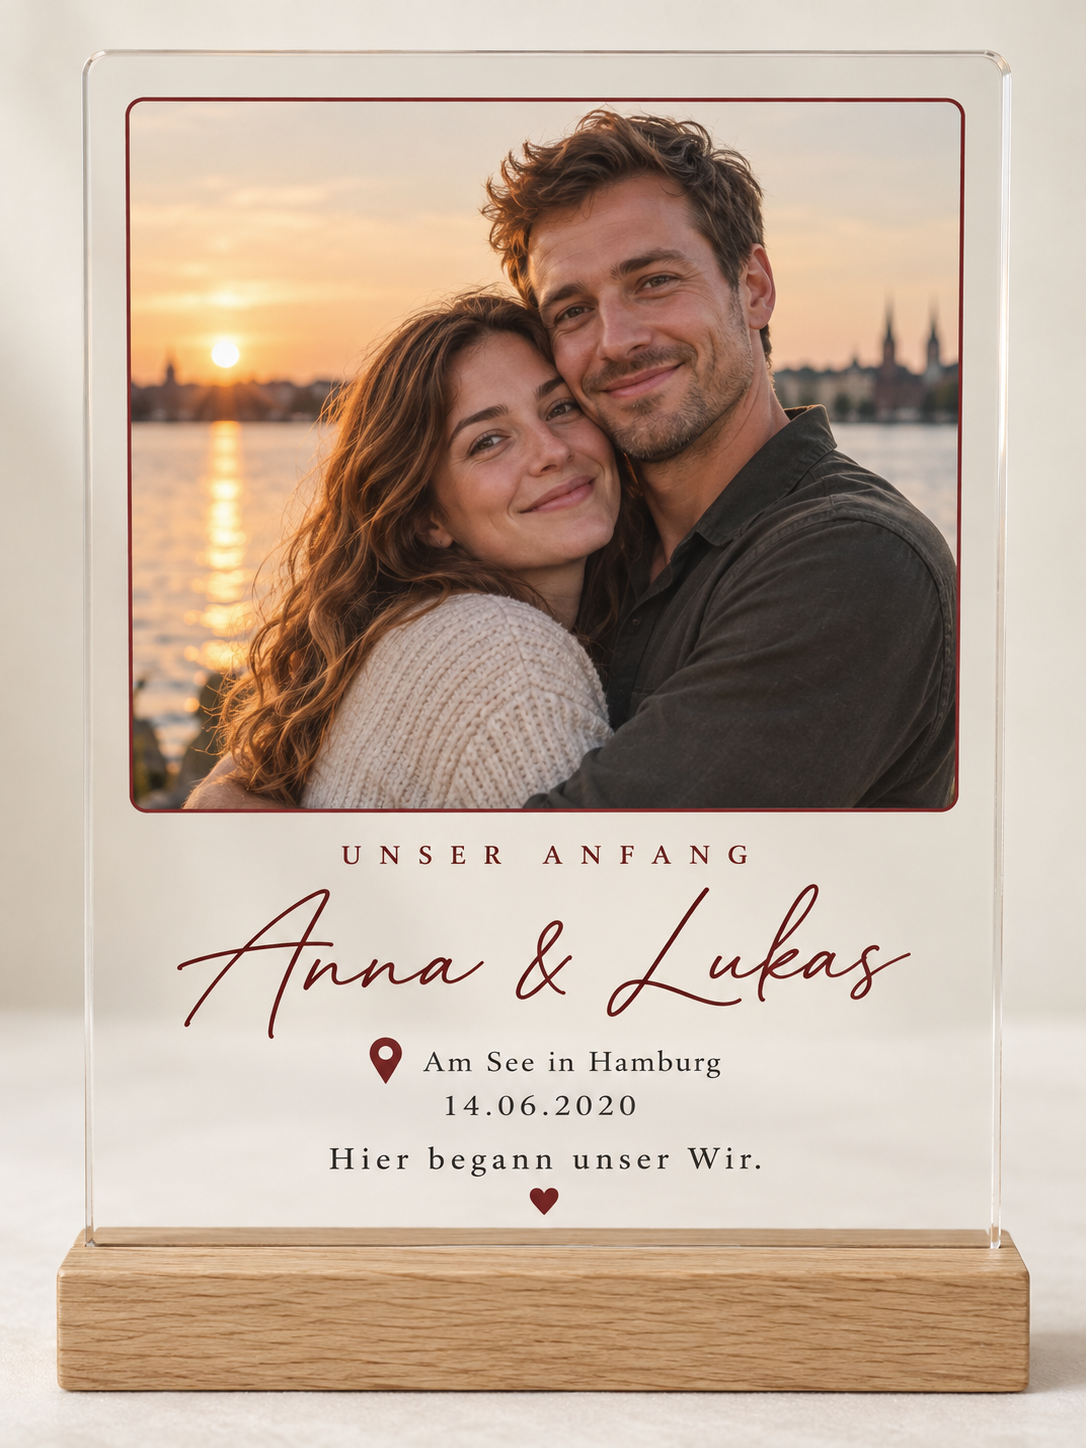 UNSER ANFANG
Anna & Lukas
Am See in Hamburg
14.06.2020
Hier begann unser Wir.